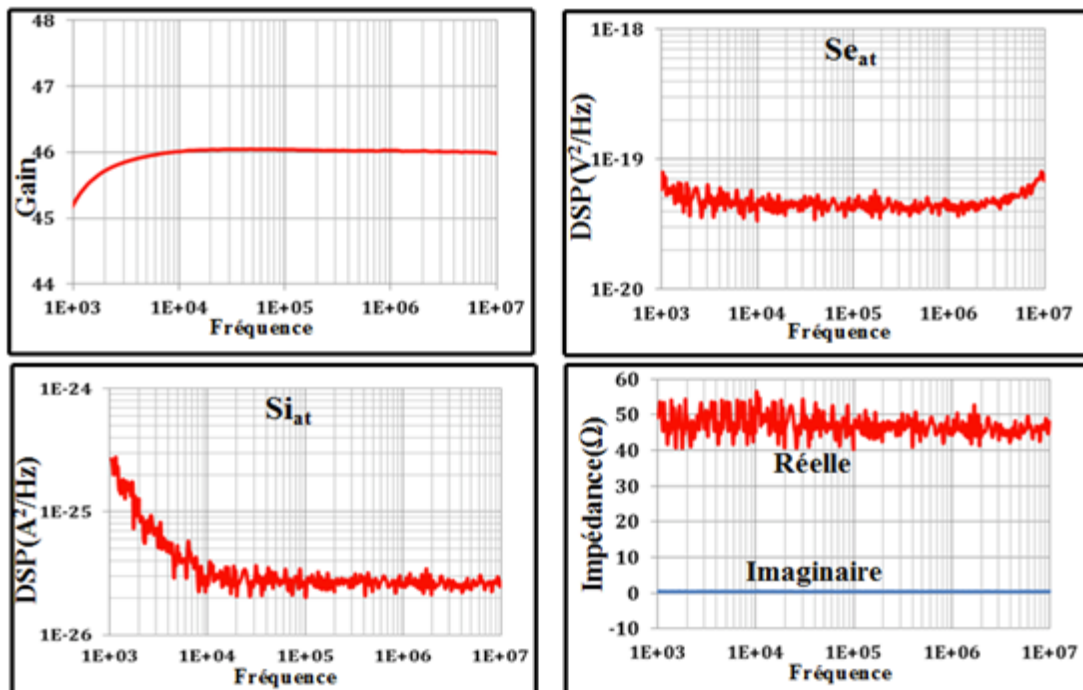 48
47
46
45
44
Gain
1E+03 1E+04 1E+05 1E+06 1E+07
Fréquence
Se_at
1E-18
1E-19
1E-20
DSP(V²/Hz)
1E+03 1E+04 1E+05 1E+06 1E+07
Fréquence
Si_at
1E-24
1E-25
1E-26
DSP(A²/Hz)
1E+03 1E+04 1E+05 1E+06 1E+07
Fréquence
60
50
40
30
20
10
0
-10
Impédance(Ω)
Réelle
Imaginaire
1E+03 1E+04 1E+05 1E+06 1E+07
Fréquence